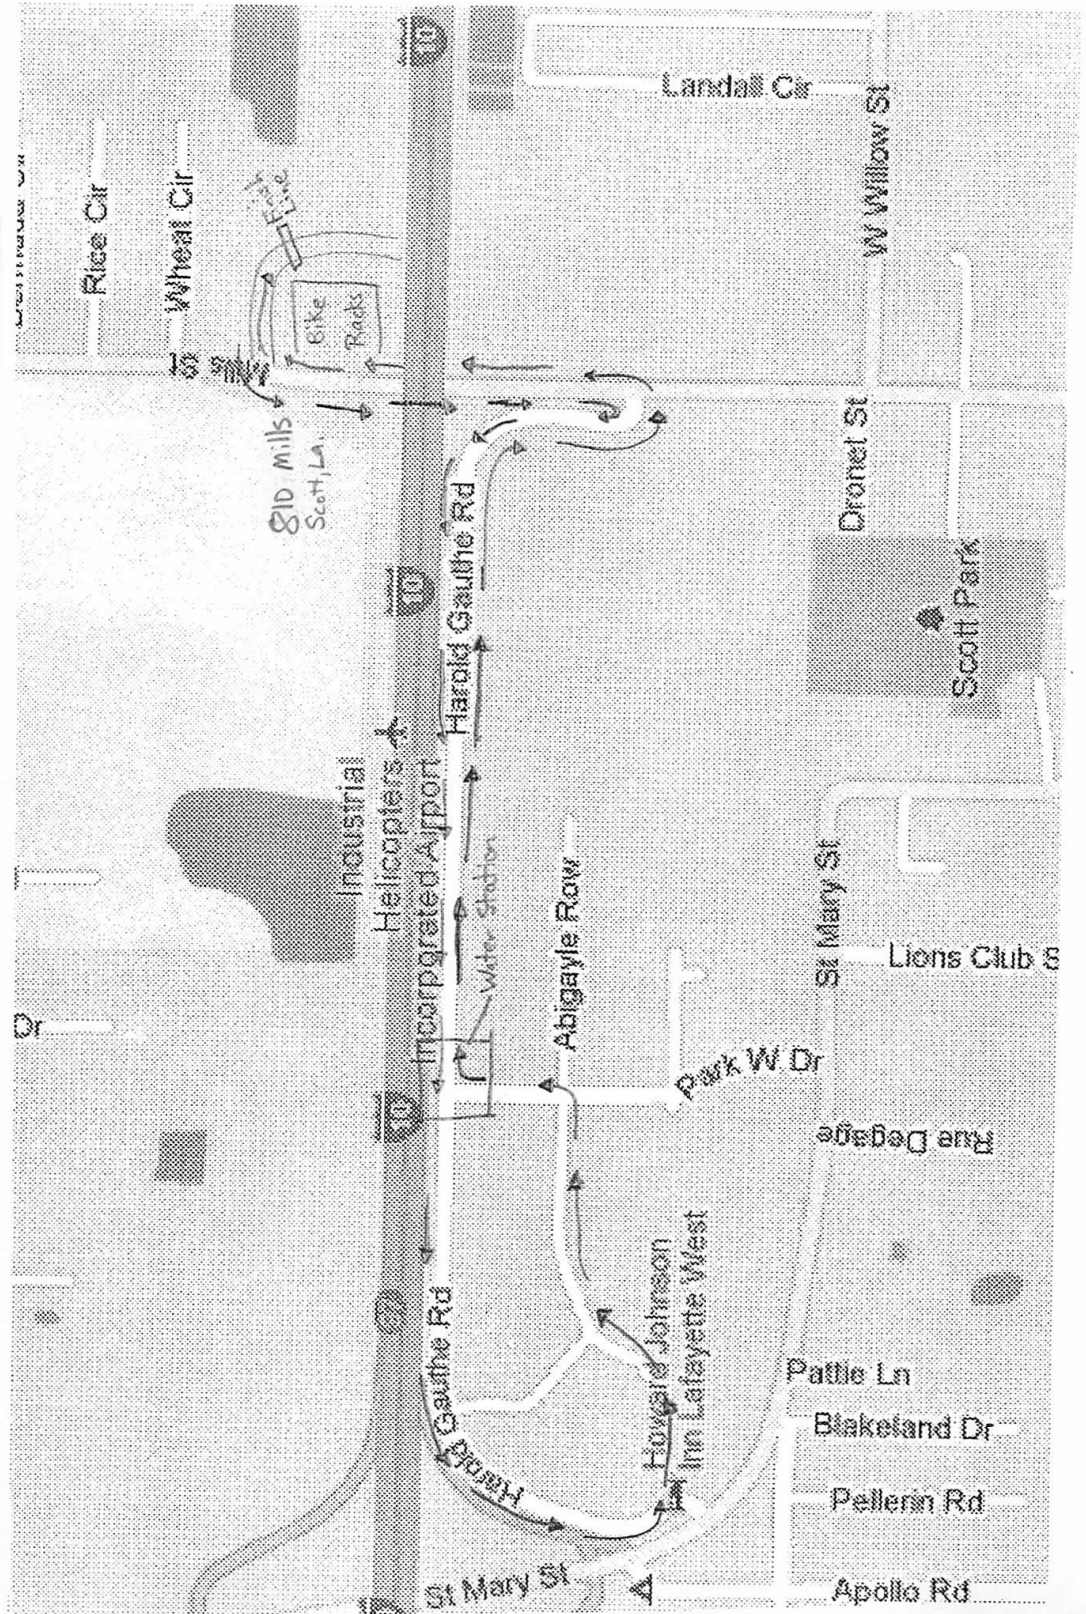 10
Landall Cir
W Willow St
Rice Cir
Wheat Cir
Finish
Line
Bike
Racks
Mills St
810 Mills
Scott, La.
Dronet St
Harold Gauthe Rd
10
Scott Park
Industrial
Helicopters
Incorporated Airport
Water Station
Abigayle Row
St Mary St
Lions Club S
Dr
Park W. Dr
10
Rue Degage
Howard Johnson
Inn Lafayette West
Harold Gauthe Rd
Pattie Ln
Blakeland Dr
Pellerin Rd
St Mary St
Apollo Rd